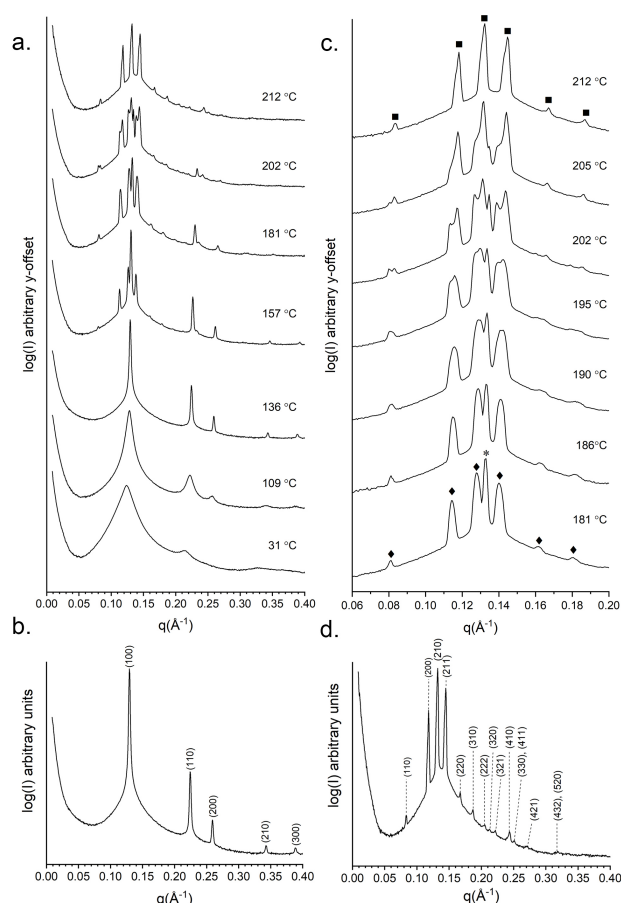 a.
212 °C
202 °C
181 °C
157 °C
136 °C
109 °C
31 °C
log(I) arbitrary y-offset
0.00 0.05 0.10 0.15 0.20 0.25 0.30 0.35 0.40
q(Å⁻¹)
c.
212 °C
205 °C
202 °C
195 °C
190 °C
186°C
*
181 °C
log(I) arbitrary y-offset
0.06 0.08 0.10 0.12 0.14 0.16 0.18 0.20
q(Å⁻¹)
b.
(100)
(110)
(200)
(210)
(300)
log(I) arbitrary units
0.00 0.05 0.10 0.15 0.20 0.25 0.30 0.35 0.40
q(Å⁻¹)
d.
(110)
(200)
(210)
(211)
(220)
(310)
(222)
(320)
(321)
(410)
(330), (411)
(421)
(432), (520)
log(I) arbitrary units
0.00 0.05 0.10 0.15 0.20 0.25 0.30 0.35 0.40
q(Å⁻¹)